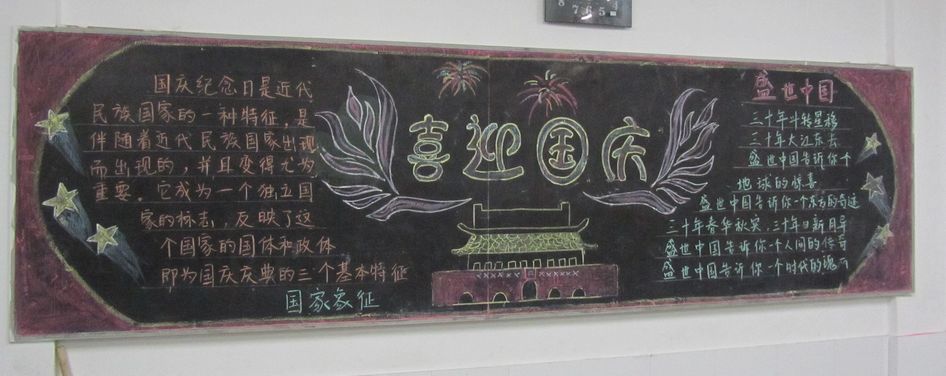 8 7 6 5
国庆纪念日是近代
民族国家的一种特征，是
伴随着近代民族国家出现
而出现的，并且变得尤为
重要。它成为一个独立国
家的标志，反映了这
个国家的国体和政体
即为国庆庆典的三个基本特征
国家象征
喜迎国庆
盛世中国
三十年斗转星移
三十年大江东去
盛世中国告诉你个
地球的惊喜
盛世中国告诉你一个东方的奇迹
三十年春华秋实，三十年日新月异
盛世中国告诉你一个人间的传奇
盛世中国告诉你一个时代的瑰